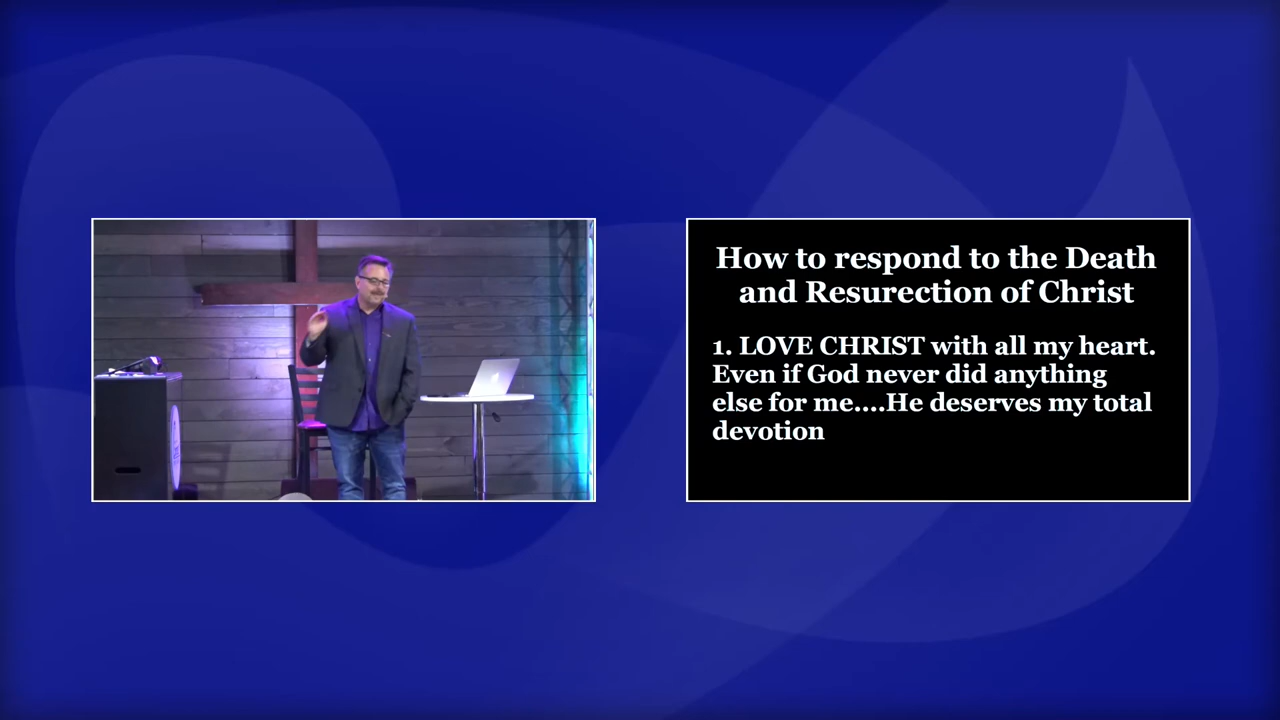 How to respond to the Death
and Resurection of Christ
1. LOVE CHRIST with all my heart.
Even if God never did anything
else for me....He deserves my total
devotion